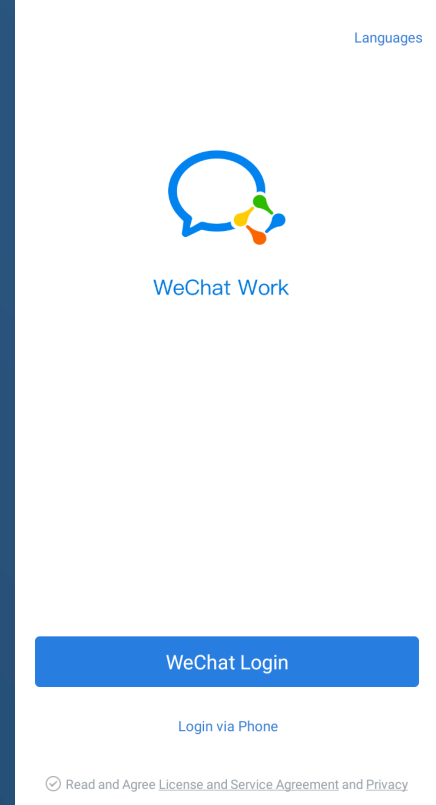 Languages
WeChat Work
WeChat Login
Login via Phone
Read and Agree License and Service Agreement and Privacy